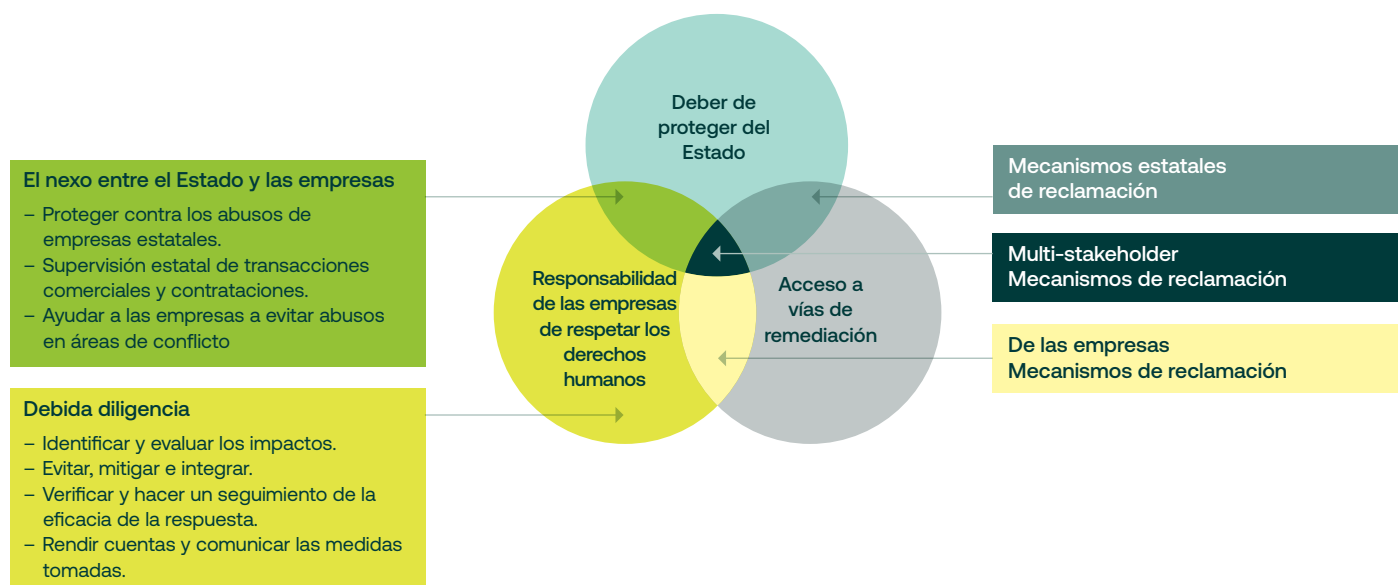 Deber de
proteger del
Estado
El nexo entre el Estado y las empresas
– Proteger contra los abusos de
empresas estatales.
– Supervisión estatal de transacciones
comerciales y contrataciones.
– Ayudar a las empresas a evitar abusos
en áreas de conflicto
Debida diligencia
– Identificar y evaluar los impactos.
– Evitar, mitigar e integrar.
– Verificar y hacer un seguimiento de la
eficacia de la respuesta.
– Rendir cuentas y comunicar las medidas
tomadas.
Responsabilidad
de las empresas
de respetar los
derechos
humanos
Acceso a
vías de
remediación
Mecanismos estatales
de reclamación
Multi-stakeholder
Mecanismos de reclamación
De las empresas
Mecanismos de reclamación